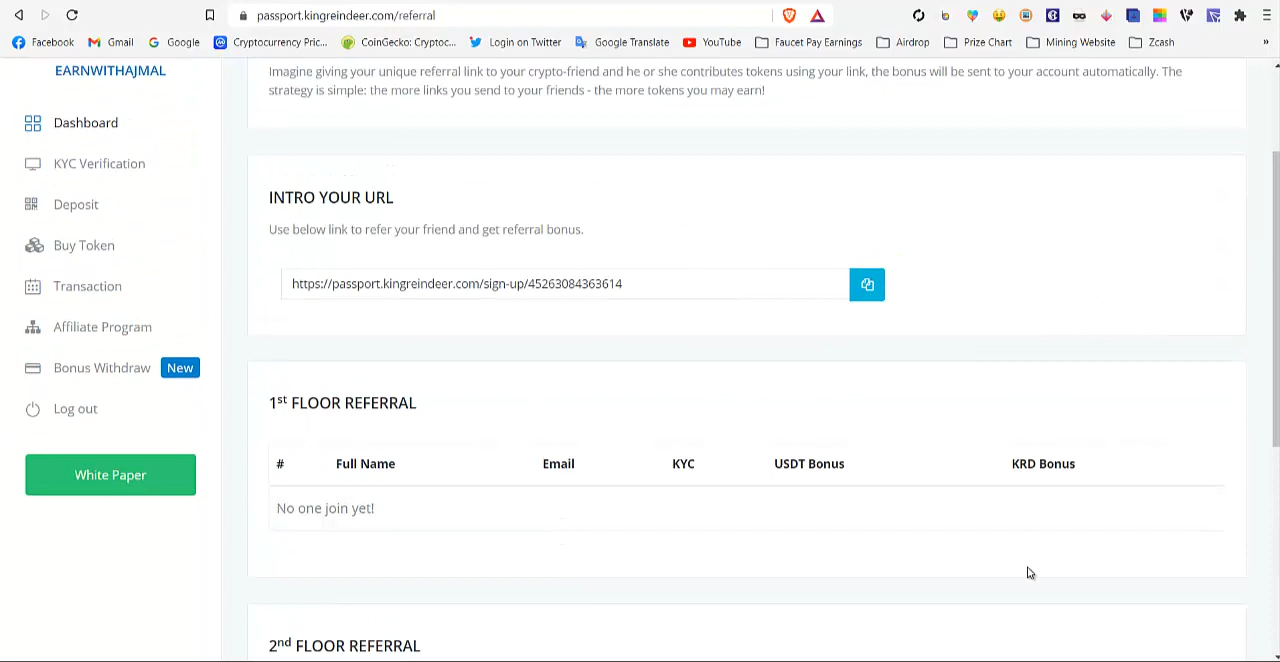 passport.kingreindeer.com/referral
Facebook Gmail Google Cryptocurrency Pric... CoinGecko: Cryptoc... Login on Twitter Google Translate YouTube Faucet Pay Earnings Airdrop Prize Chart Mining Website Zcash »
EARNWITHAJMAL
Dashboard
KYC Verification
Deposit
Buy Token
Transaction
Affiliate Program
Bonus Withdraw New
Log out
White Paper
Imagine giving your unique referral link to your crypto-friend and he or she contributes tokens using your link, the bonus will be sent to your account automatically. The
strategy is simple: the more links you send to your friends - the more tokens you may earn!
INTRO YOUR URL
Use below link to refer your friend and get referral bonus.
https://passport.kingreindeer.com/sign-up/45263084363614
1st FLOOR REFERRAL
# Full Name Email KYC USDT Bonus KRD Bonus
No one join yet!
2nd FLOOR REFERRAL